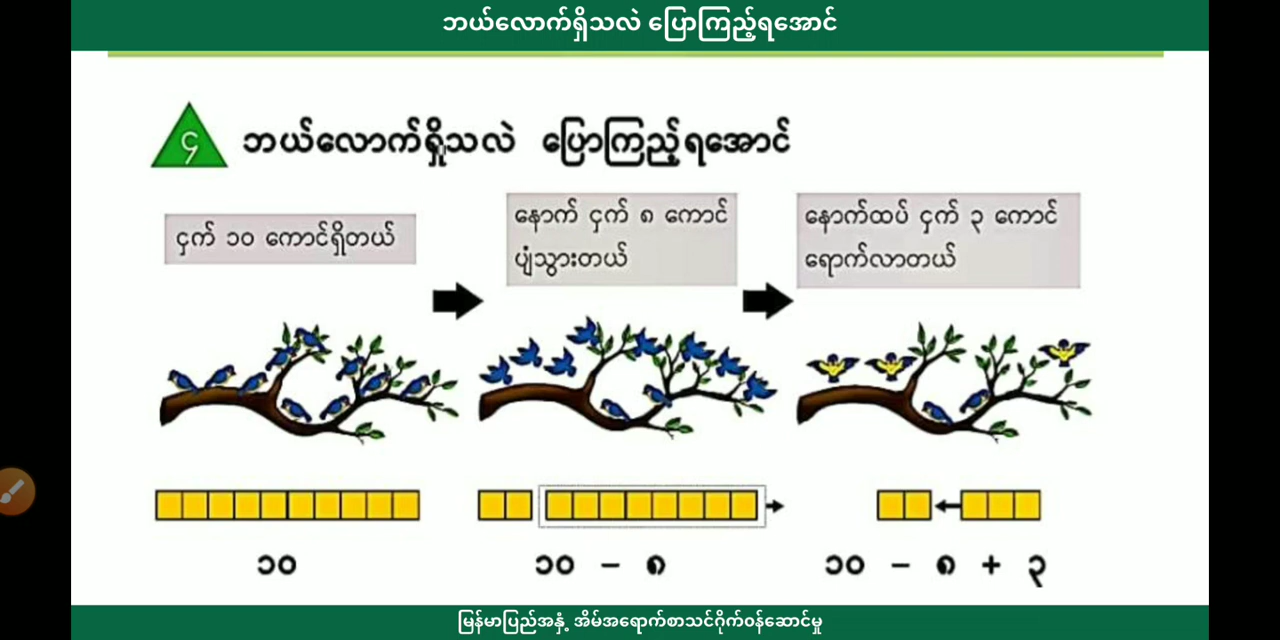 ဘယ်လောက်ရှိသလဲ ပြောကြည့်ရအောင်
၄ ဘယ်လောက်ရှိသလဲ ပြောကြည့်ရအောင်
ငှက် ၁၀ ကောင်ရှိတယ်
နောက် ငှက် ၈ ကောင်
ပျံသွားတယ်
နောက်ထပ် ငှက် ၃ ကောင်
ရောက်လာတယ်
၁၀
၁၀ − ၈
၁၀ − ၈ + ၃
မြန်မာပြည်အနှံ့ အိမ်အရောက်စာသင်ဂိုက်ဝန်ဆောင်မှု